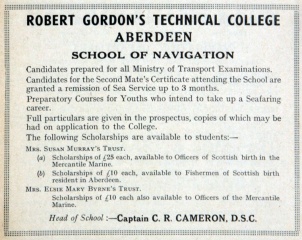 ROBERT GORDON'S TECHNICAL COLLEGE
ABERDEEN
SCHOOL OF NAVIGATION
Candidates prepared for all Ministry of Transport Examinations.
Candidates for the Second Mate's Certificate attending the School are
granted a remission of Sea Service up to 3 months.
Preparatory Courses for Youths who intend to take up a Seafaring
career.
Full particulars are given in the prospectus, copies of which may be
had on application to the College.
The following Scholarships are available to students:—
MRS. SUSAN MURRAY'S TRUST.
(a) Scholarships of £25 each, available to Officers of Scottish birth in the
Mercantile Marine.
(b) Scholarships of £10 each, available to Fishermen of Scottish birth
resident in Aberdeen.
MRS. ELSIE MARY BYRNE'S TRUST.
Scholarships of £10 each also available to Officers of the Mercantile
Marine.
Head of School:—Captain C. R. CAMERON, D.S.C.